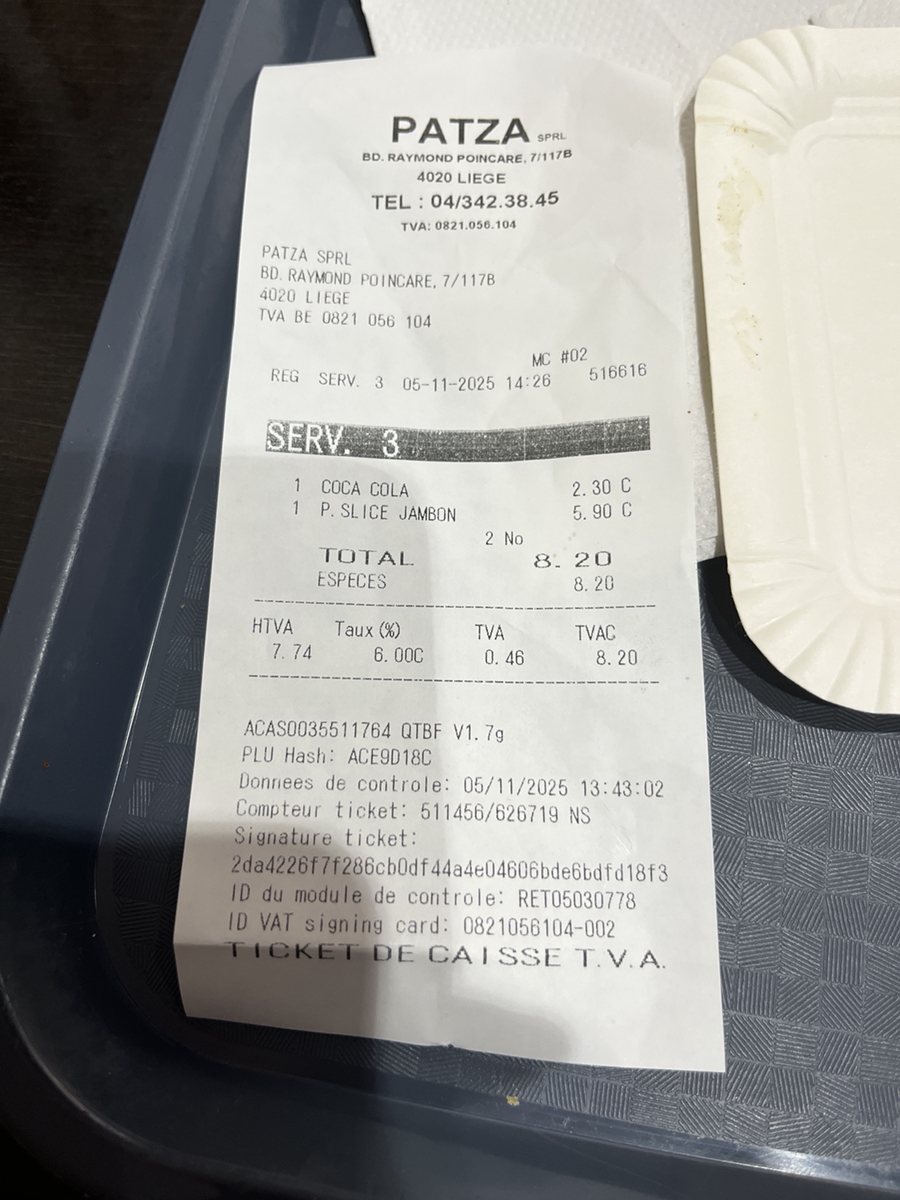 PATZA SPRL
BD. RAYMOND POINCARE, 7/117B
4020 LIEGE
TEL : 04/342.38.45
TVA: 0821.056.104
PATZA SPRL
BD. RAYMOND POINCARE, 7/117B
4020 LIEGE
TVA BE 0821 056 104
MC #02
REG SERV. 3 05-11-2025 14:26 516616
SERV. 3
1 COCA COLA 2.30 C
1 P.SLICE JAMBON 5.90 C
2 No
TOTAL 8.20
ESPECES 8.20
HTVA Taux(%) TVA TVAC
7.74 6.00C 0.46 8.20
ACAS0035511764 QTBF V1.7g
PLU Hash: ACE9D18C
Donnees de controle: 05/11/2025 13:43:02
Compteur ticket: 511456/626719 NS
Signature ticket:
2da4226f7f286cb0df44a4e04606bde6bdfd18f3
ID du module de controle: RET05030778
ID VAT signing card: 0821056104-002
TICKET DE CAISSE T.V.A.